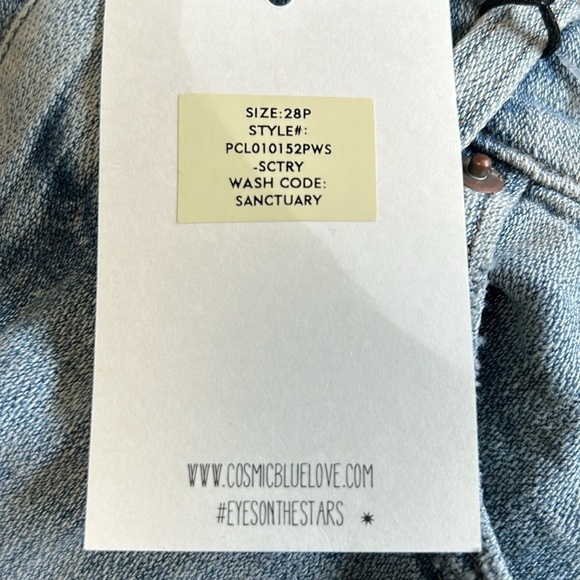 SIZE:28P
STYLE#:
PCL010152PWS
-SCTRY
WASH CODE:
SANCTUARY
WWW.COSMICBLUELOVE.COM
#EYESONTHESTARS